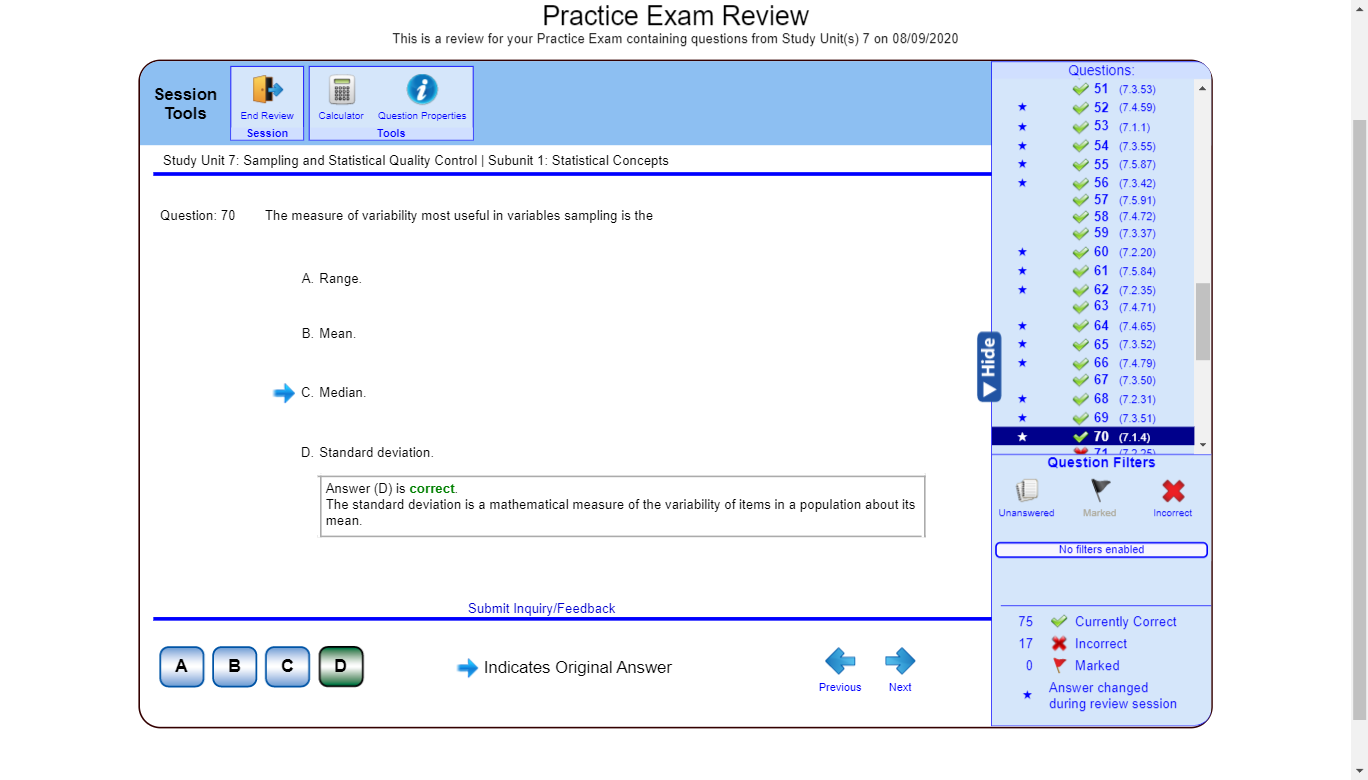 Practice Exam Review
This is a review for your Practice Exam containing questions from Study Unit(s) 7 on 08/09/2020
Session
Tools
End Review
Session
Calculator
Question Properties
Tools
Study Unit 7: Sampling and Statistical Quality Control | Subunit 1: Statistical Concepts
Question: 70 The measure of variability most useful in variables sampling is the
A. Range.
B. Mean.
C. Median.
D. Standard deviation.
Answer (D) is correct.
The standard deviation is a mathematical measure of the variability of items in a population about its
mean.
Submit Inquiry/Feedback
A
B
C
D
Indicates Original Answer
Previous
Next
Hide
Questions:
51 (7.3.53)
52 (7.4.59)
53 (7.1.1)
54 (7.3.55)
55 (7.5.87)
56 (7.3.42)
57 (7.5.91)
58 (7.4.72)
59 (7.3.37)
60 (7.2.20)
61 (7.5.84)
62 (7.2.35)
63 (7.4.71)
64 (7.4.65)
65 (7.3.52)
66 (7.4.79)
67 (7.3.50)
68 (7.2.31)
69 (7.3.51)
70 (7.1.4)
71 (7.2.25)
Question Filters
Unanswered
Marked
Incorrect
No filters enabled
75 Currently Correct
17 Incorrect
0 Marked
Answer changed
during review session